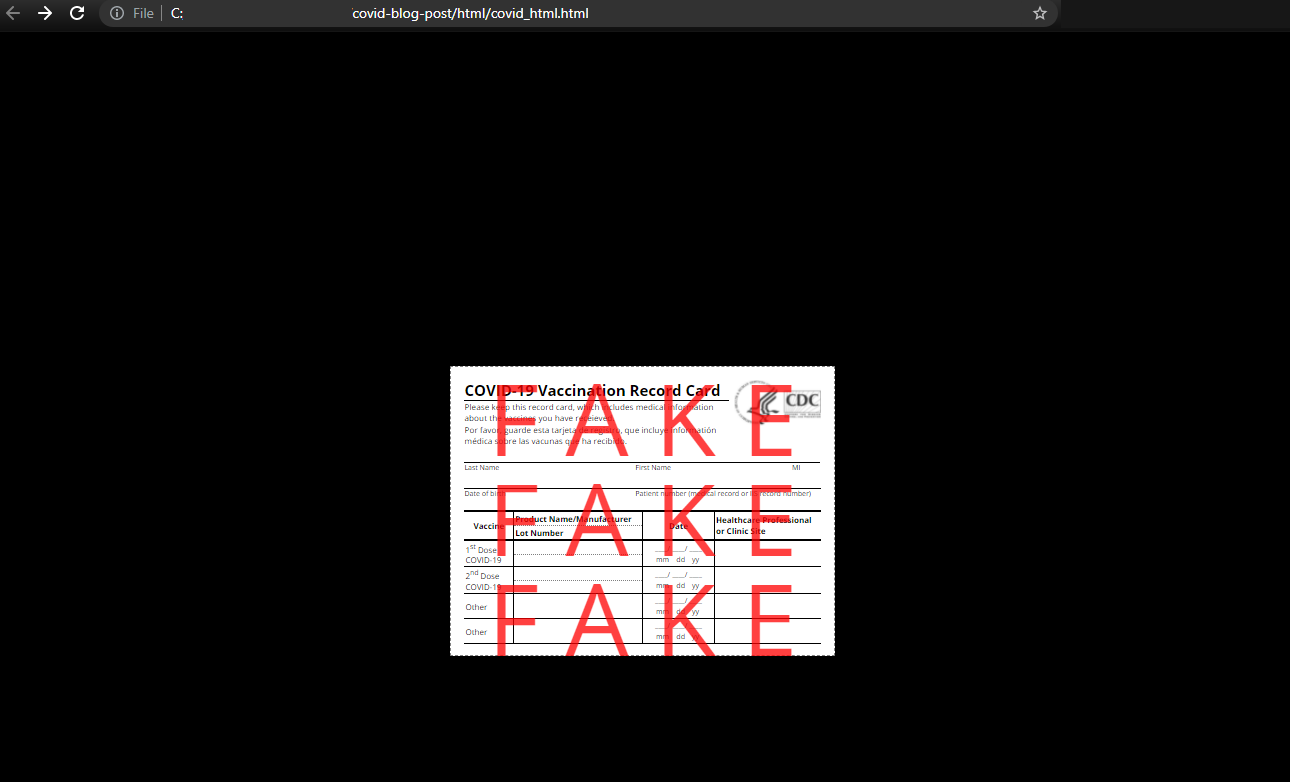 File C: covid-blog-post/html/covid_html.html
COVID-19 Vaccination Record Card
CDC
Please keep this record card, which includes medical information
about the vaccines you have receieved.
Por favor, guarde esta tarjeta de registro, que incluye informatión
médica sobre las vacunas que ha recibido.
FAKE
Last Name First Name MI
Date of birth Patient number (medical record or IIS record number)
FAKE
Vaccine Product Name/Manufacturer Date Healthcare Professional
Lot Number or Clinic Site
1st Dose ___/ ___/ ___
COVID-19 mm dd yy
2nd Dose ___/ ___/ ___
COVID-19 mm dd yy
FAKE
Other ___/ ___/ ___
mm dd yy
Other ___/ ___/ ___
mm dd yy